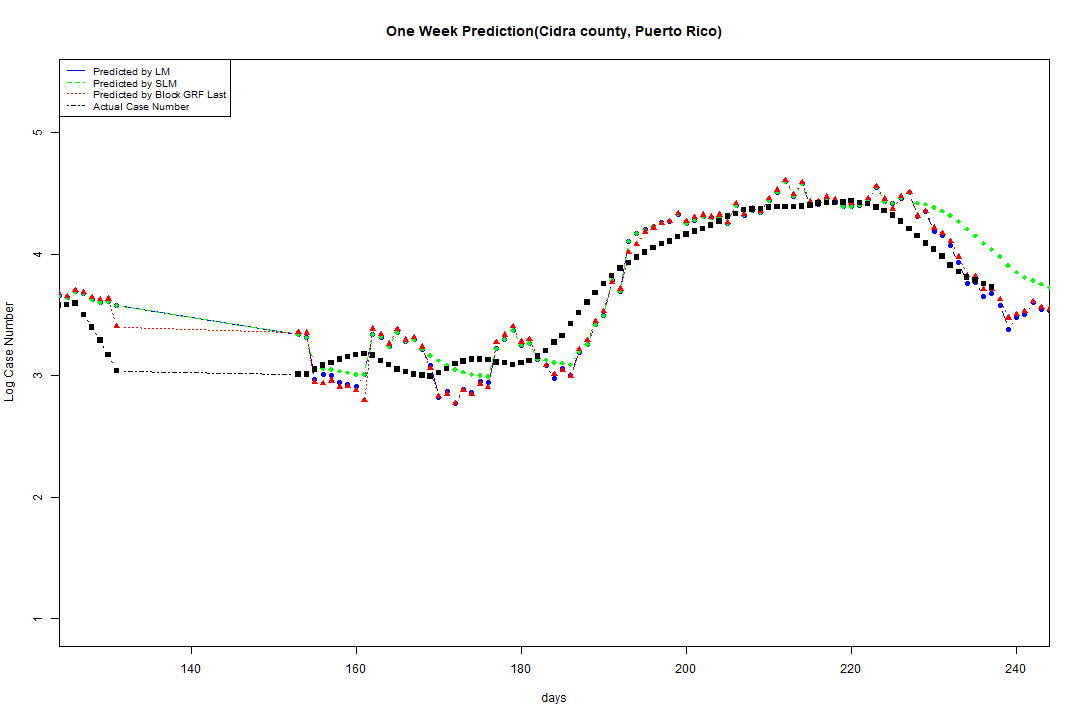 One Week Prediction(Cidra county, Puerto Rico)
Predicted by LM
Predicted by SLM
Predicted by Block GRF Last
Actual Case Number
5
4
3
2
1
Log Case Number
140 160 180 200 220 240
days